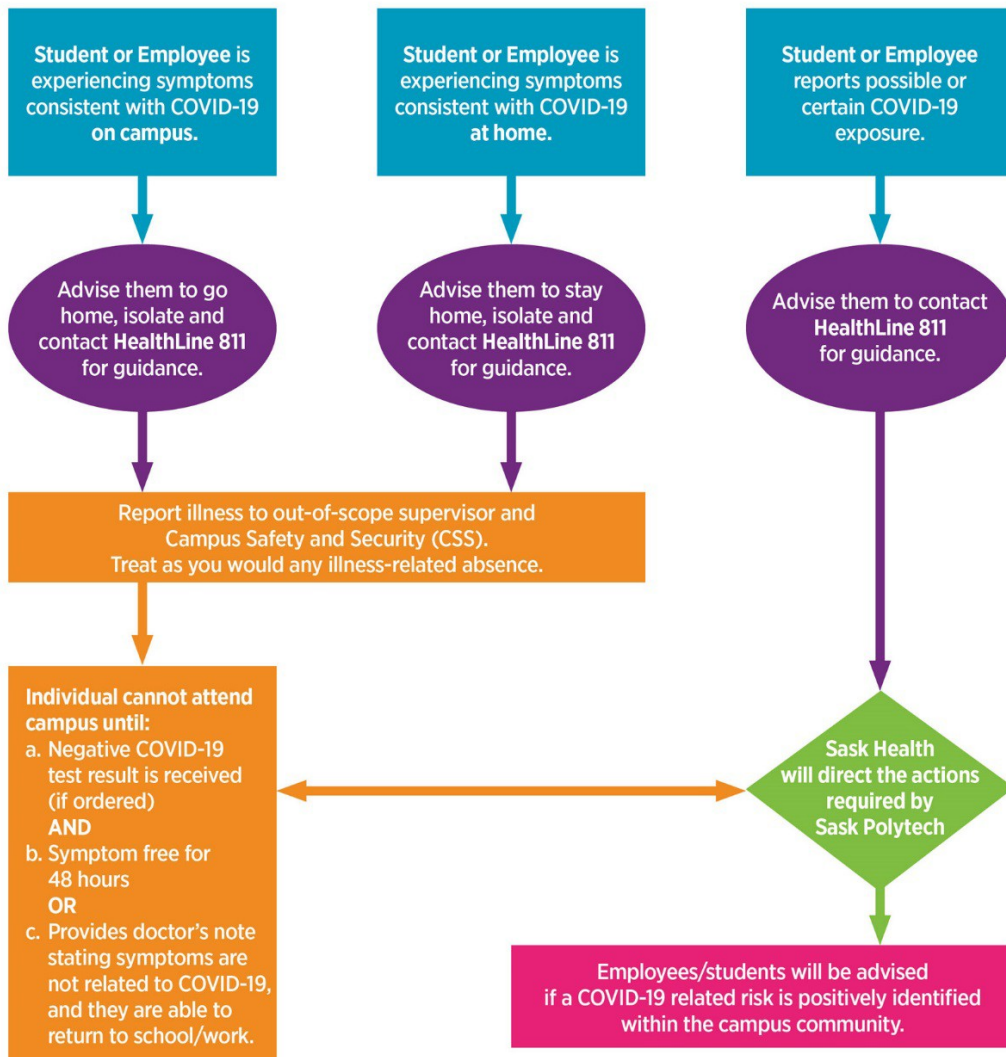 Student or Employee is
experiencing symptoms
consistent with COVID-19
on campus.
Student or Employee is
experiencing symptoms
consistent with COVID-19
at home.
Student or Employee
reports possible or
certain COVID-19
exposure.
Advise them to go
home, isolate and
contact HealthLine 811
for guidance.
Advise them to stay
home, isolate and
contact HealthLine 811
for guidance.
Advise them to contact
HealthLine 811
for guidance.
Report illness to out-of-scope supervisor and
Campus Safety and Security (CSS).
Treat as you would any illness-related absence.
Individual cannot attend
campus until:
a. Negative COVID-19
test result is received
(if ordered)
AND
b. Symptom free for
48 hours
OR
c. Provides doctor’s note
stating symptoms are
not related to COVID-19,
and they are able to
return to school/work.
Sask Health
will direct the actions
required by
Sask Polytech
Employees/students will be advised
if a COVID-19 related risk is positively identified
within the campus community.